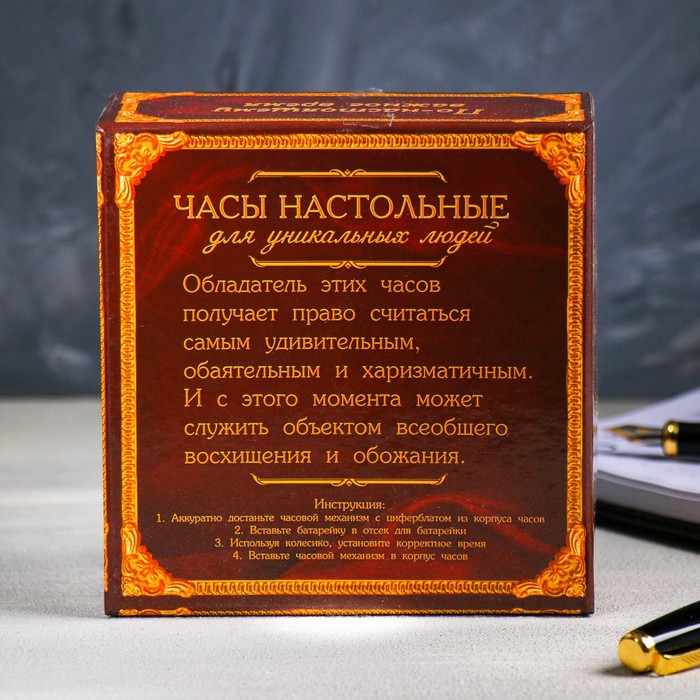 По-настоящему
важное время
ЧАСЫ НАСТОЛЬНЫЕ
для уникальных людей
Обладатель этих часов
получает право считаться
самым удивительным,
обаятельным и харизматичным.
И с этого момента может
служить объектом всеобщего
восхищения и обожания.
Инструкция:
1. Аккуратно достаньте часовой механизм с циферблатом из корпуса часов
2. Вставьте батарейку в отсек для батарейки
3. Используя колесико, установите корректное время
4. Вставьте часовой механизм в корпус часов